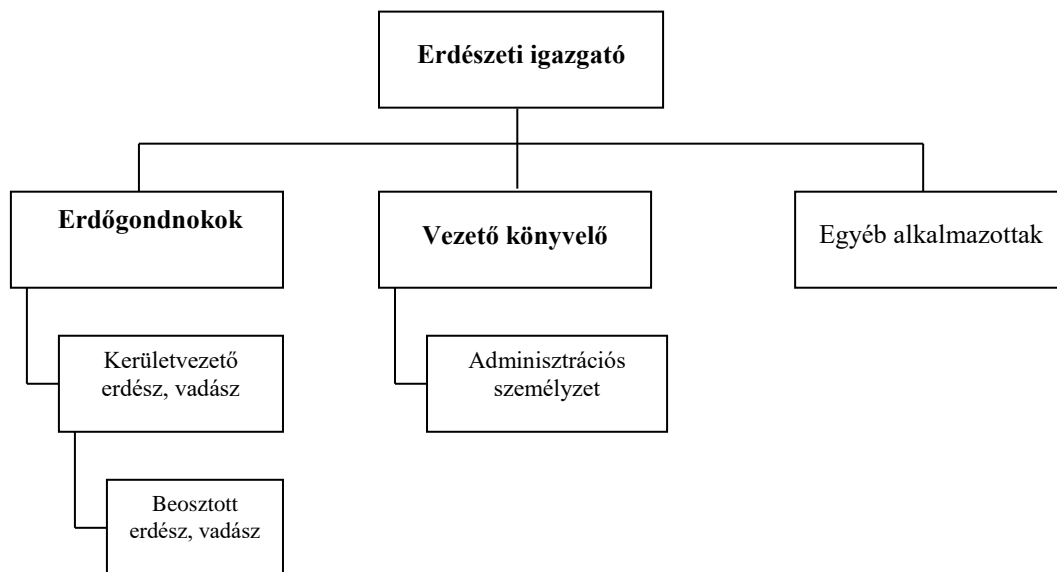 Erdészeti igazgató
Erdőgondnokok
Vezető könyvelő
Egyéb alkalmazottak
Kerületvezető
erdész, vadász
Adminisztrációs
személyzet
Beosztott
erdész, vadász